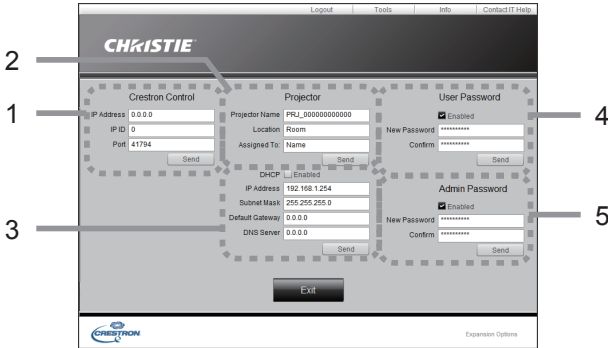 Logout Tools Info Contact IT Help
CHRISTIE
2
1
Crestron Control
IP Address 0.0.0.0
IP ID 0
Port 41794
Send
Projector
Projector Name PRJ_000000000000
Location Room
Assigned To: Name
Send
3
DHCP Enabled
IP Address 192.168.1.254
Subnet Mask 255.255.255.0
Default Gateway 0.0.0.0
DNS Server 0.0.0.0
Send
User Password
4
Enabled
New Password **********
Confirm **********
Send
Admin Password
5
Enabled
New Password **********
Confirm **********
Send
Exit
CRESTRON
Expansion Options